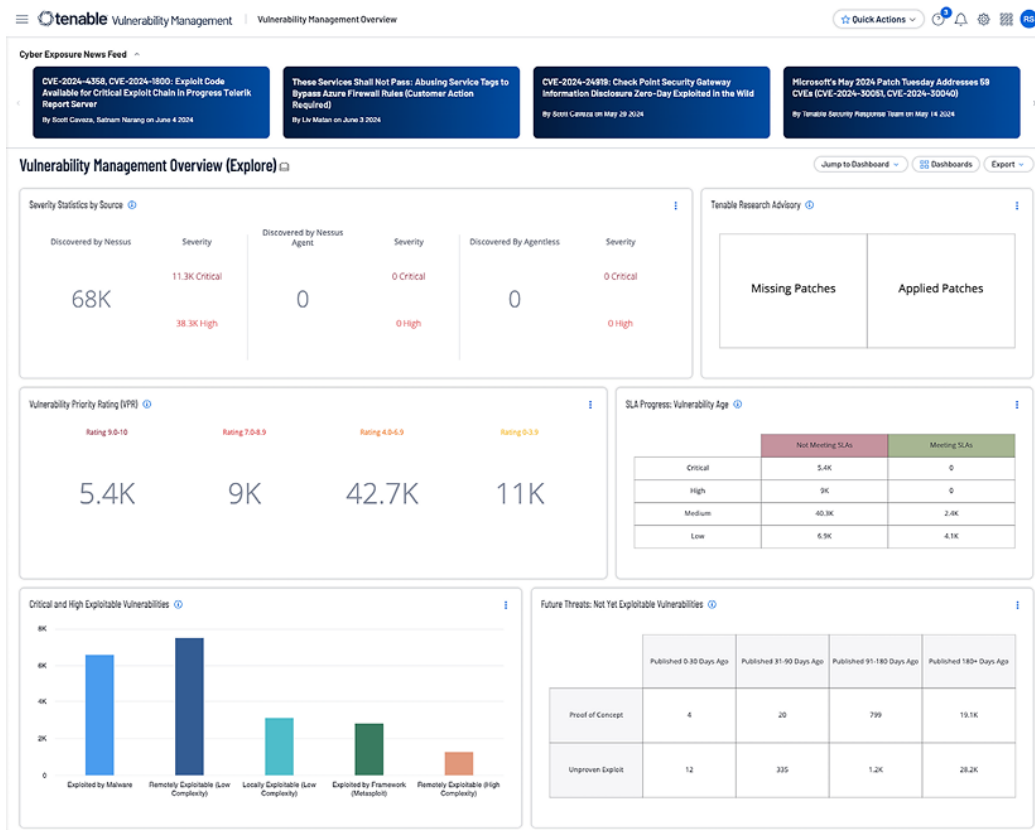 tenable Vulnerability Management
Vulnerability Management Overview
Quick Actions
3
RS
Cyber Exposure News Feed
CVE-2024-4358, CVE-2024-1800: Exploit Code
Available for Critical Exploit Chain in Progress Telerik
Report Server
By Scott Caveza, Satnam Narang on June 4 2024
These Services Shall Not Pass: Abusing Service Tags to
Bypass Azure Firewall Rules (Customer Action
Required)
By Liv Matan on June 3 2024
CVE-2024-24919: Check Point Security Gateway
Information Disclosure Zero-Day Exploited in the Wild
By Scott Caveza on May 29 2024
Microsoft's May 2024 Patch Tuesday Addresses 59
CVEs (CVE-2024-30051, CVE-2024-30040)
By Tenable Security Response Team on May 14 2024
Vulnerability Management Overview (Explore)
Jump to Dashboard
Dashboards
Export
Severity Statistics by Source
Discovered by Nessus
Severity
68K
11.3K Critical
38.3K High
Discovered by Nessus
Agent
Severity
0
0 Critical
0 High
Discovered By Agentless
Severity
0
0 Critical
0 High
Tenable Research Advisory
Missing Patches
Applied Patches
Vulnerability Priority Rating (VPR)
Rating 9.0-10
Rating 7.0-8.9
Rating 4.0-6.9
Rating 0-3.9
5.4K
9K
42.7K
11K
SLA Progress: Vulnerability Age
Not Meeting SLAs
Meeting SLAs
Critical 5.4K 0
High 9K 0
Medium 40.3K 2.4K
Low 6.9K 4.1K
Critical and High Exploitable Vulnerabilities
8K
6K
4K
2K
0
Exploited by Malware
Remotely Exploitable (Low
Complexity)
Locally Exploitable (Low
Complexity)
Exploited by Framework
(Metasploit)
Remotely Exploitable (High
Complexity)
Future Threats: Not Yet Exploitable Vulnerabilities
Published 0-30 Days Ago
Published 31-90 Days Ago
Published 91-180 Days Ago
Published 180+ Days Ago
Proof of Concept 4 20 799 19.1K
Unproven Exploit 12 335 1.2K 28.2K